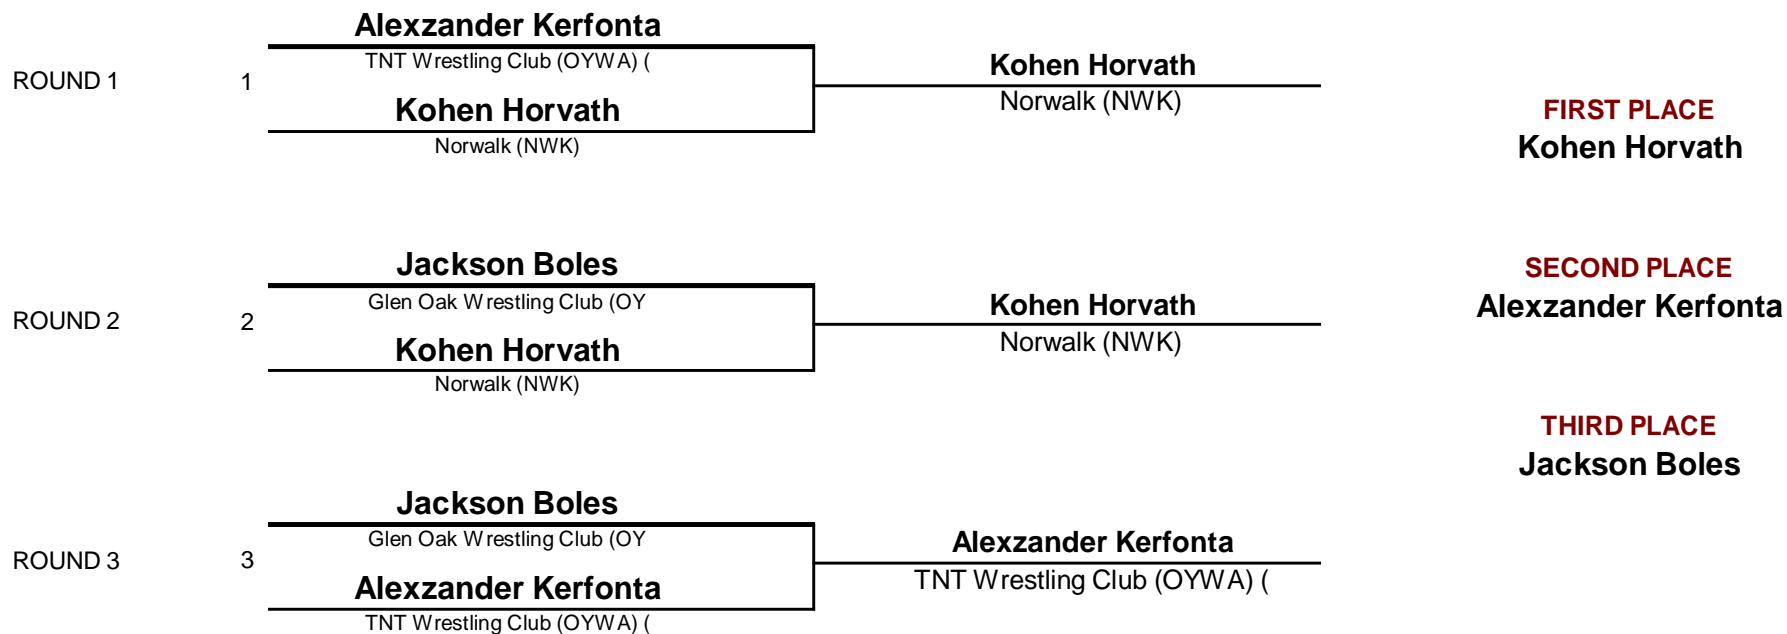 Alexzander Kerfonta
TNT Wrestling Club (OYWA) (
ROUND 1
1
Kohen Horvath
Norwalk (NWK)
Kohen Horvath
Norwalk (NWK)
FIRST PLACE
Kohen Horvath
Jackson Boles
Glen Oak Wrestling Club (OY
ROUND 2
2
Kohen Horvath
Norwalk (NWK)
Kohen Horvath
Norwalk (NWK)
SECOND PLACE
Alexzander Kerfonta
THIRD PLACE
Jackson Boles
Jackson Boles
Glen Oak Wrestling Club (OY
ROUND 3
3
Alexzander Kerfonta
TNT Wrestling Club (OYWA) (
Alexzander Kerfonta
TNT Wrestling Club (OYWA) (